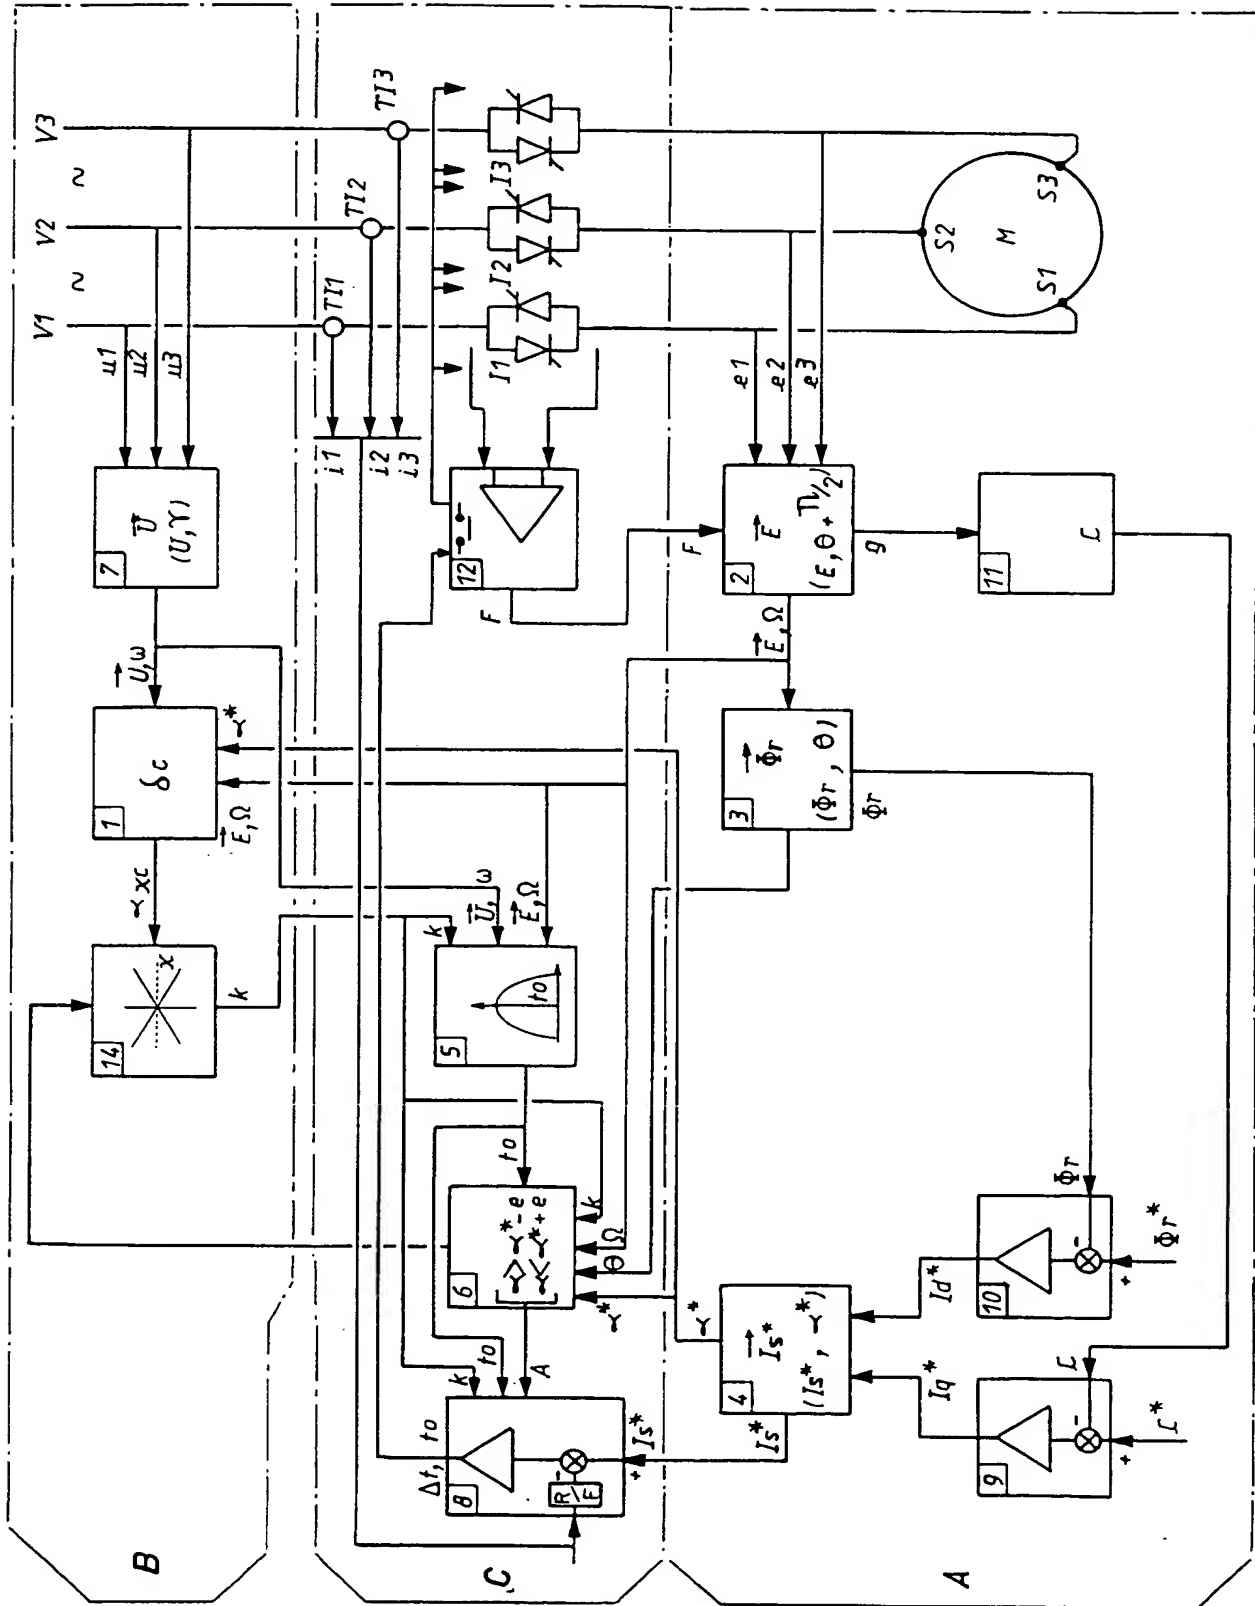 B
V1
~
V2
~
V3
u1
u2
u3
7
U
(U, γ)
U, ω
1
δc
E, Ω
α*
αxc
14
x
k
C
TI1
TI2
TI3
i1
i2
i3
I1
I2
I3
12
F
U, ω
E, Ω
k
5
to
to
6
α > α* - e
α < α* + e
k
Ω
θ
α*
k
to
A
Δt, to
8
R/E
-
+
Is*
A
e1
e2
e3
M
S1
S2
S3
F
2
E
(E, θ + π/2)
g
E, Ω
11
C
3
Φr
(Φr, θ)
Φr
α*
4
Is*
(Is*, α*)
Is*
Iq*
Id*
9
-
+
C
C*
10
-
+
Φr
Φr*